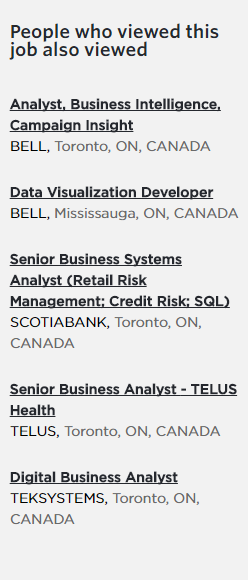 People who viewed this
job also viewed
Analyst, Business Intelligence,
Campaign Insight
BELL, Toronto, ON, CANADA
Data Visualization Developer
BELL, Mississauga, ON, CANADA
Senior Business Systems
Analyst (Retail Risk
Management; Credit Risk; SQL)
SCOTIABANK, Toronto, ON,
CANADA
Senior Business Analyst - TELUS
Health
TELUS, Toronto, ON, CANADA
Digital Business Analyst
TEKSYSTEMS, Toronto, ON,
CANADA